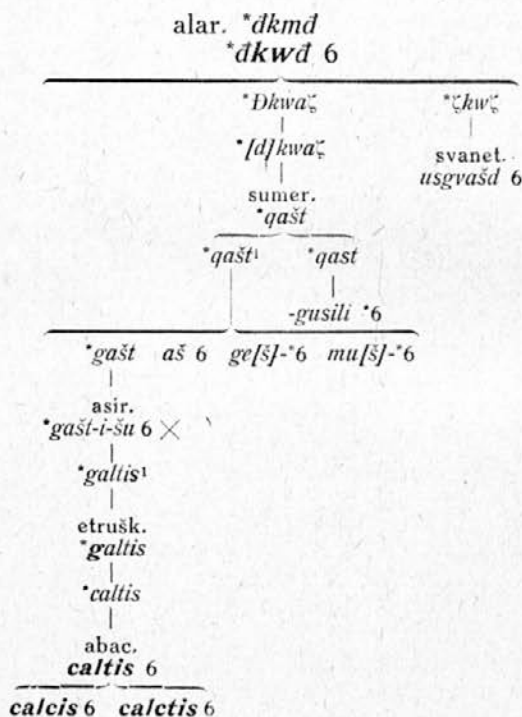 alar. *đkmđ
*đkwđ 6
*Đkwaζ *ζkwζ
*[d]kwaζ svanet.
usgvašd 6
sumer.
*qašt
*qašt¹ *qast
-gusili *6
*gašt aš 6 ge[š]-*6 mu[š]-*6
asir.
*gašt-i-šu 6 ×
*galtis¹
etrušk.
*galtis
*caltis
abac.
caltis 6
calcis 6 calctis 6